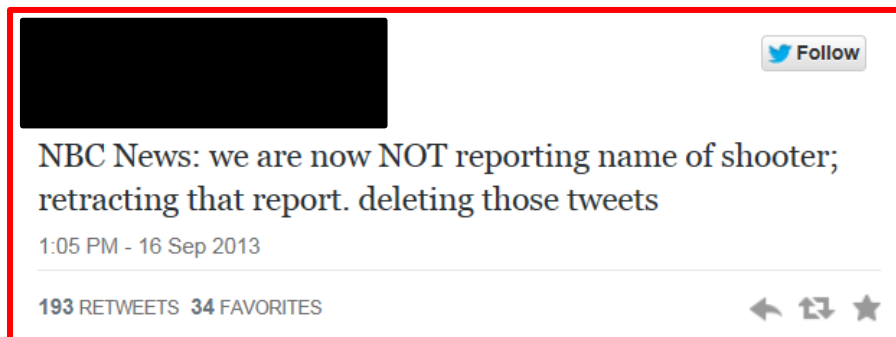 Follow
NBC News: we are now NOT reporting name of shooter;
retracting that report. deleting those tweets
1:05 PM - 16 Sep 2013
193 RETWEETS 34 FAVORITES